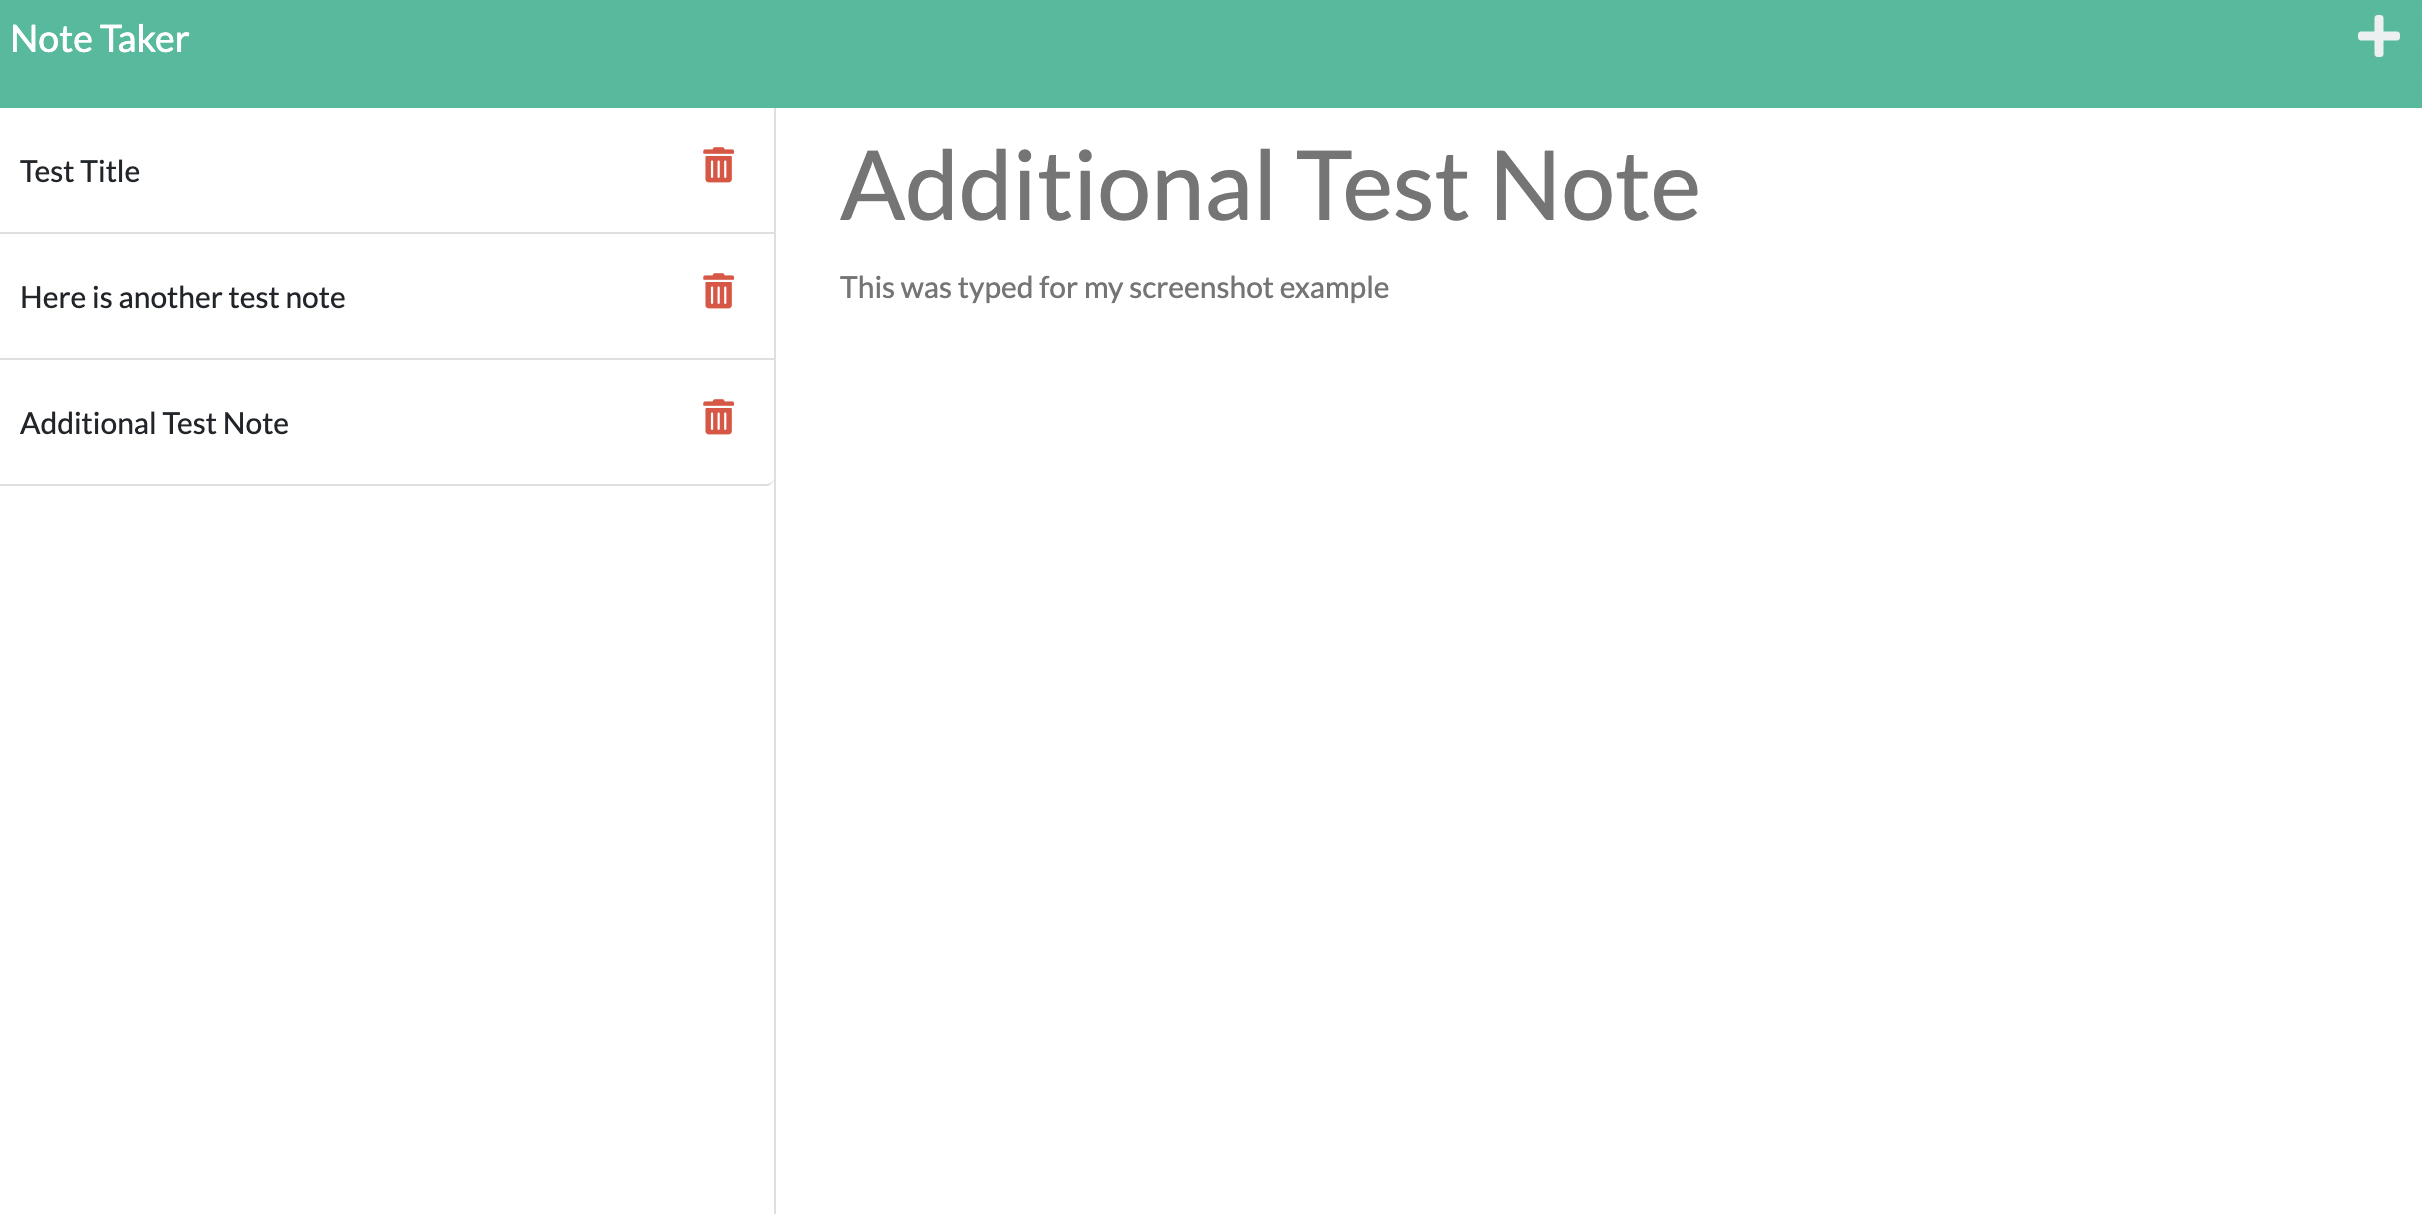 Note Taker
Test Title
Here is another test note
Additional Test Note
Additional Test Note
This was typed for my screenshot example